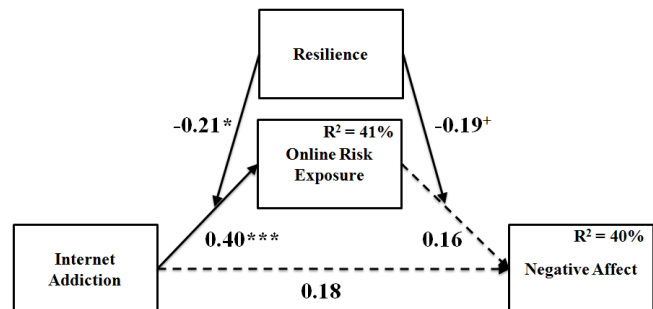 Resilience
-0.21*
-0.19+
R² = 41%
Online Risk
Exposure
0.40***
0.16
Internet
Addiction
R² = 40%
Negative Affect
0.18